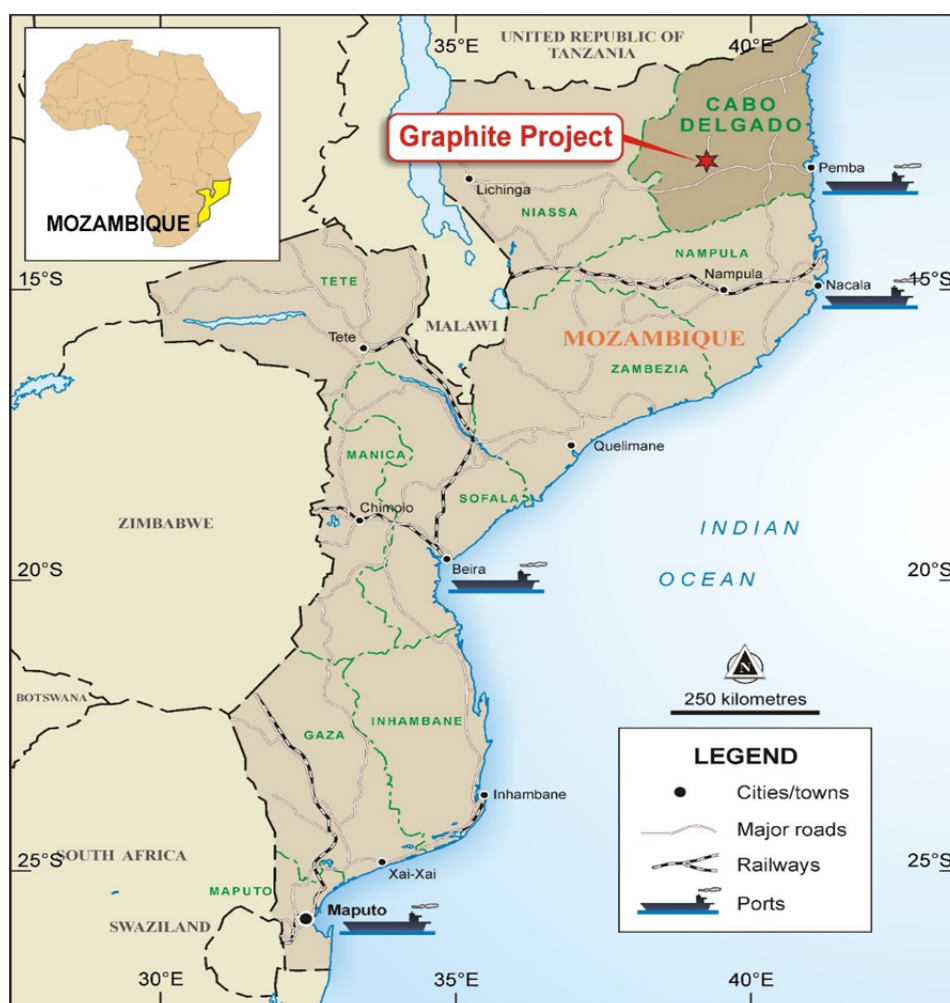 35°E
40°E
UNITED REPUBLIC OF
TANZANIA
CABO
DELGADO
Graphite Project
Pemba
Lichinga
NIASSA
MOZAMBIQUE
NAMPULA
Nampula
15°S
TETE
Nacala
15°S
MALAWI
MOZAMBIQUE
Tete
ZAMBEZIA
Quelimane
MANICA
SOFALA
Chimoio
ZIMBABWE
INDIAN
OCEAN
Beira
20°S
20°S
N
250 kilometres
BOTSWANA
GAZA
INHAMBANE
LEGEND
Cities/towns
Major roads
Railways
Ports
Inhambane
SOUTH AFRICA
25°S
25°S
Xai-Xai
MAPUTO
Maputo
SWAZILAND
30°E
35°E
40°E